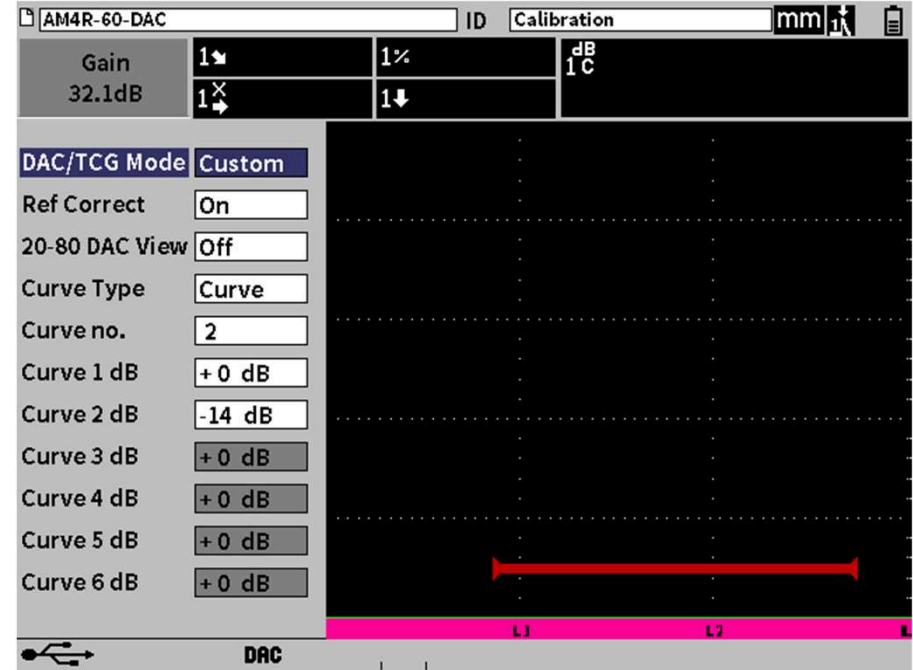 AM4R-60-DAC ID Calibration mm
Gain
32.1dB
1 1%
1X 1
dB
1 C
DAC/TCG Mode Custom
Ref Correct On
20-80 DAC View Off
Curve Type Curve
Curve no. 2
Curve 1 dB +0 dB
Curve 2 dB -14 dB
Curve 3 dB +0 dB
Curve 4 dB +0 dB
Curve 5 dB +0 dB
Curve 6 dB +0 dB
L1 L2
DAC